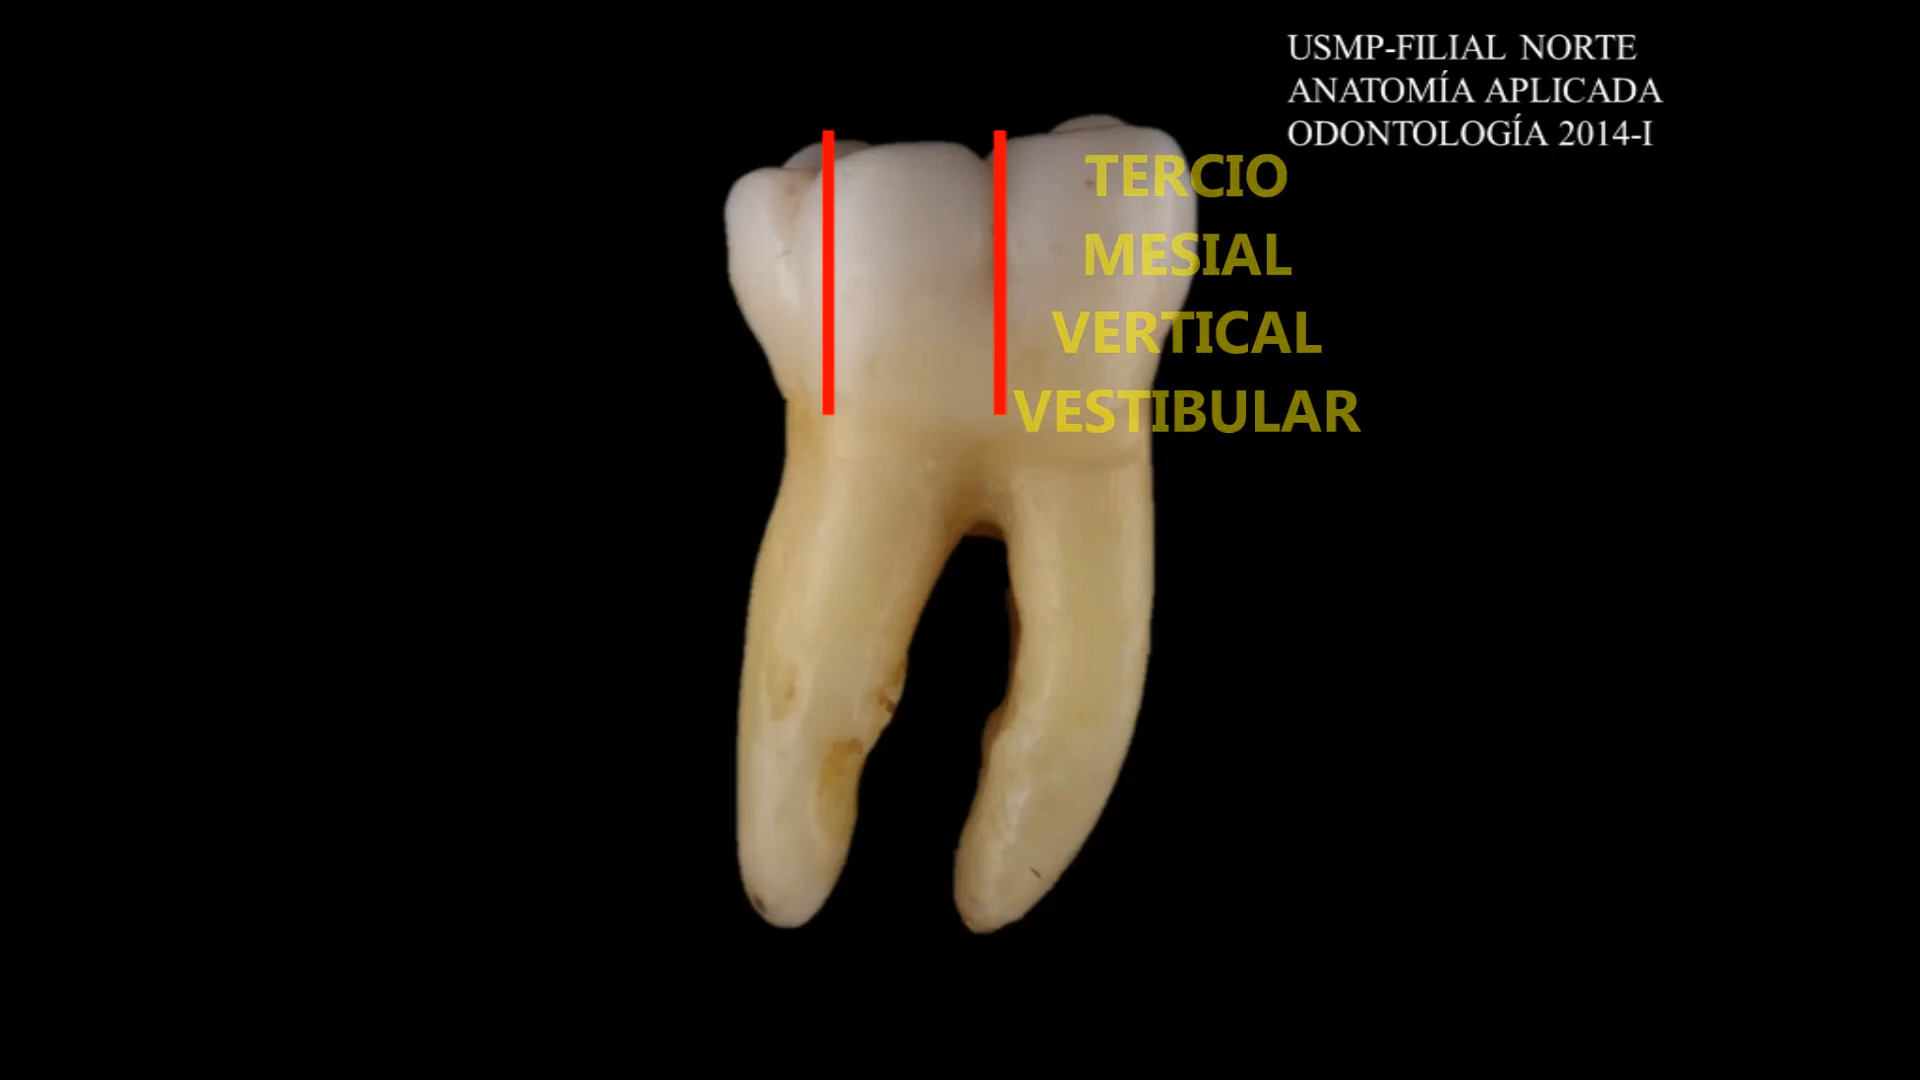 USMP-FILIAL NORTE
ANATOMÍA APLICADA
ODONTOLOGÍA 2014-I
TERCIO
MESIAL
VERTICAL
VESTIBULAR